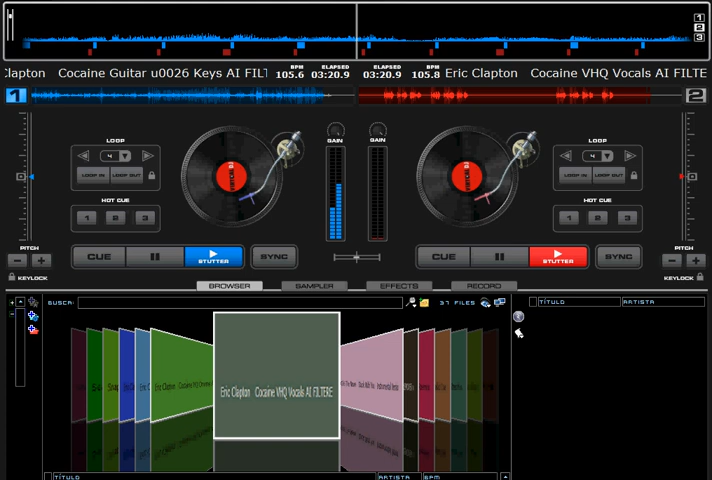 1
2
3
BPM ELAPSED ELAPSED BPM
Clapton Cocaine Guitar u0026 Keys AI FILT 105.6 03:20.9 03:20.9 105.8 Eric Clapton Cocaine VHQ Vocals AI FILTE
1 2
LOOP GAIN GAIN LOOP
4 4
LOOP IN LOOP OUT LOOP IN LOOP OUT
HOT CUE HOT CUE
1 2 3 1 2 3
PITCH PITCH
CUE STUTTER SYNC CUE STUTTER SYNC
KEYLOCK KEYLOCK
BROWSER SAMPLER EFFECTS RECORD
BUSCA: 37 FILES TÍTULO ARTISTA
Eric Clapton Cocaine VHQ Vocals AI FILTERE
TÍTULO ARTISTA BPM